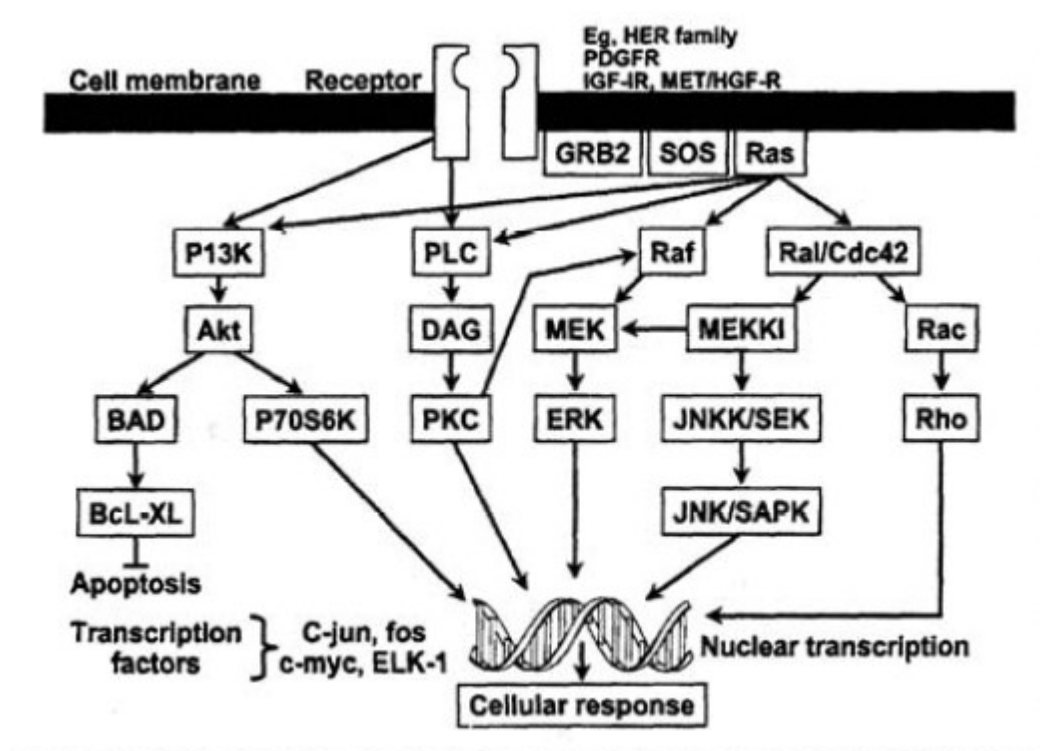 Eg, HER family
PDGFR
IGF-IR, MET/HGF-R
Cell membrane
Receptor
GRB2
SOS
Ras
P13K
PLC
Raf
Ral/Cdc42
Akt
DAG
MEK
MEKKI
Rac
BAD
P70S6K
PKC
ERK
JNKK/SEK
Rho
BcL-XL
JNK/SAPK
Apoptosis
Transcription
factors
C-jun, fos
c-myc, ELK-1
Nuclear transcription
Cellular response